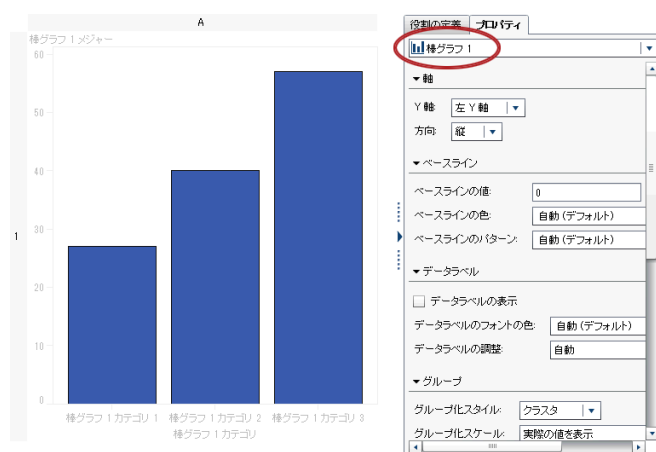 A
棒グラフ 1 メジャー
60
50
40
30
20
10
0
1
棒グラフ 1 カテゴリ 1 棒グラフ 1 カテゴリ 2 棒グラフ 1 カテゴリ 3
棒グラフ 1 カテゴリ
役割の定義 プロパティ
棒グラフ 1
▼軸
Y 軸: 左 Y 軸
方向: 縦
▼ベースライン
ベースラインの値: 0
ベースラインの色: 自動 (デフォルト)
ベースラインのパターン: 自動 (デフォルト)
▼データラベル
データラベルの表示
データラベルのフォントの色: 自動 (デフォルト)
データラベルの調整: 自動
▼グループ
グループ化スタイル: クラスタ
グループ化スケール: 実際の値を表示